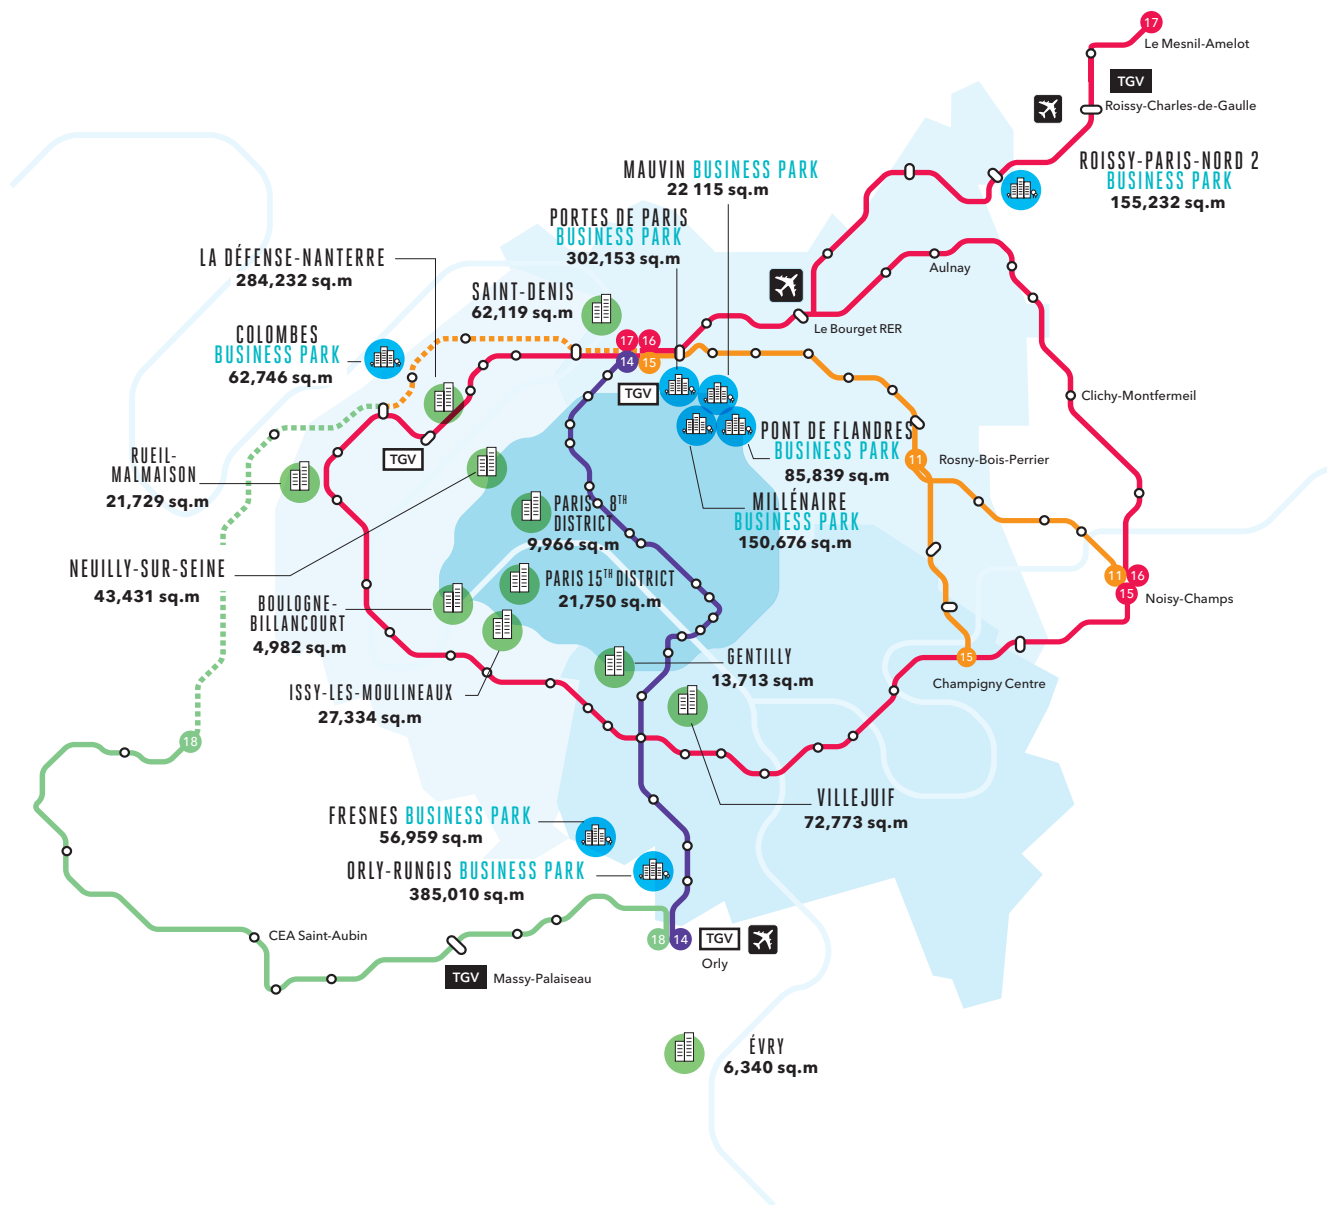 17
Le Mesnil-Amelot
TGV
Roissy-Charles-de-Gaulle
ROISSY-PARIS-NORD 2
BUSINESS PARK
155,232 sq.m
MAUVIN BUSINESS PARK
22 115 sq.m
PORTES DE PARIS
BUSINESS PARK
302,153 sq.m
LA DÉFENSE-NANTERRE
284,232 sq.m
SAINT-DENIS
62,119 sq.m
COLOMBES
BUSINESS PARK
62,746 sq.m
Aulnay
Le Bourget RER
17 16
14 15
TGV
Clichy-Montfermeil
PONT DE FLANDRES
BUSINESS PARK
85,839 sq.m
11
Rosny-Bois-Perrier
TGV
RUEIL-
MALMAISON
21,729 sq.m
MILLÉNAIRE
BUSINESS PARK
150,676 sq.m
PARIS 8TH
DISTRICT
9,966 sq.m
NEUILLY-SUR-SEINE
43,431 sq.m
PARIS 15TH DISTRICT
21,750 sq.m
11 16
15
Noisy-Champs
BOULOGNE-
BILLANCOURT
4,982 sq.m
GENTILLY
13,713 sq.m
15
Champigny Centre
ISSY-LES-MOULINEAUX
27,334 sq.m
18
VILLEJUIF
72,773 sq.m
FRESNES BUSINESS PARK
56,959 sq.m
ORLY-RUNGIS BUSINESS PARK
385,010 sq.m
CEA Saint-Aubin
18 14
TGV
Orly
TGV
Massy-Palaiseau
ÉVRY
6,340 sq.m